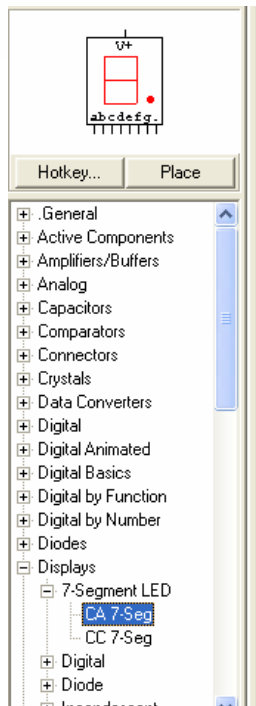 V+
abcdefg.
Hotkey... Place
.General
Active Components
Amplifiers/Buffers
Analog
Capacitors
Comparators
Connectors
Crystals
Data Converters
Digital
Digital Animated
Digital Basics
Digital by Function
Digital by Number
Diodes
Displays
7-Segment LED
CA 7-Seg
CC 7-Seg
Digital
Diode